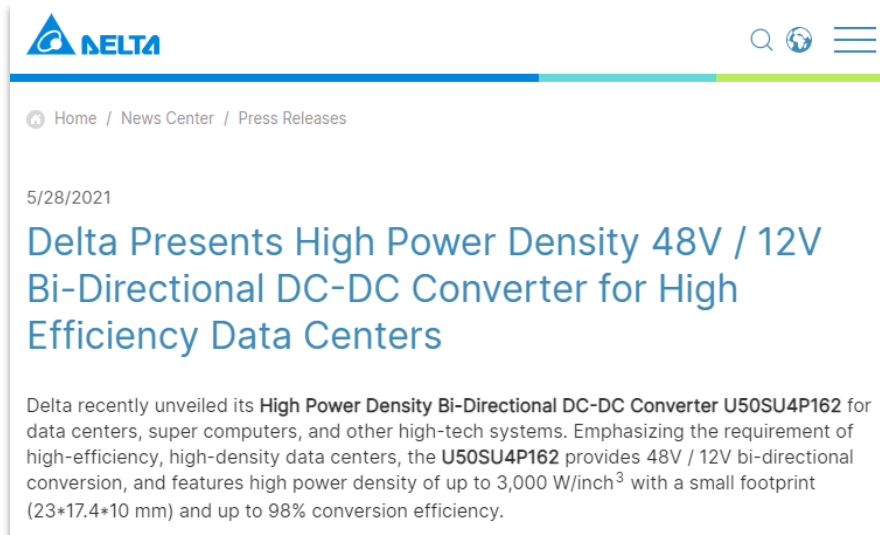 DELTA
Home / News Center / Press Releases
5/28/2021
Delta Presents High Power Density 48V / 12V
Bi-Directional DC-DC Converter for High
Efficiency Data Centers
Delta recently unveiled its High Power Density Bi-Directional DC-DC Converter U50SU4P162 for
data centers, super computers, and other high-tech systems. Emphasizing the requirement of
high-efficiency, high-density data centers, the U50SU4P162 provides 48V / 12V bi-directional
conversion, and features high power density of up to 3,000 W/inch³ with a small footprint
(23*17.4*10 mm) and up to 98% conversion efficiency.